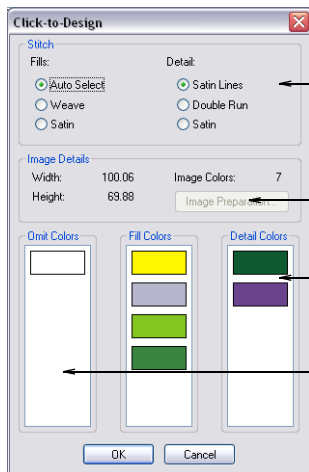 Click-to-Design
Stitch
Fills: Detail:
Auto Select Satin Lines
Weave Double Run
Satin Satin
Image Details
Width: 100.06 Image Colors: 7
Height: 69.88 Image Preparation...
Omit Colors Fill Colors Detail Colors
OK Cancel